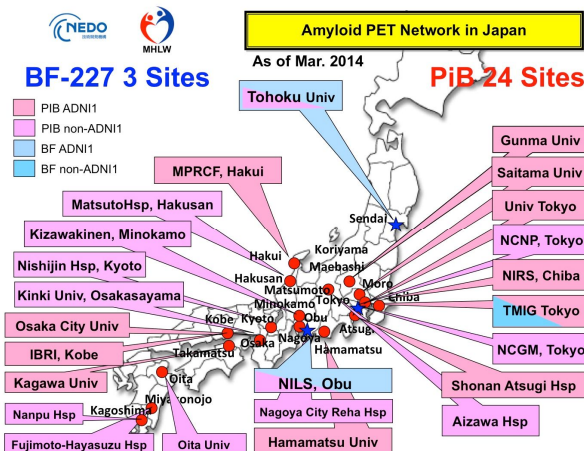 NEDO
MHLW
Amyloid PET Network in Japan
As of Mar. 2014
BF-227 3 Sites
PiB 24 Sites
PIB ADNI1
PIB non-ADNI1
BF ADNI1
BF non-ADNI1
Tohoku Univ
MPRCF, Hakui
MatsutoHsp, Hakusan
Kizawakinen, Minokamo
Nishijin Hsp, Kyoto
Kinki Univ, Osakasayama
Osaka City Univ
IBRI, Kobe
Kagawa Univ
Nanpu Hsp
Fujimoto-Hayasuzu Hsp
Oita Univ
Gunma Univ
Saitama Univ
Univ Tokyo
NCNP, Tokyo
NIRS, Chiba
TMIG Tokyo
NCGM, Tokyo
Shonan Atsugi Hsp
Aizawa Hsp
NILS, Obu
Nagoya City Reha Hsp
Hamamatsu Univ
Sendai
Koriyama
Hakui
Maebashi
Hakusan
Matsumoto
Moro
Minokamo
Tokyo
Chiba
Kobe
Kyoto
Obu
Atsug.
Osaka
Nagoya
Takamatsu
Hamamatsu
Oita
Miyakonojo
Kagoshima